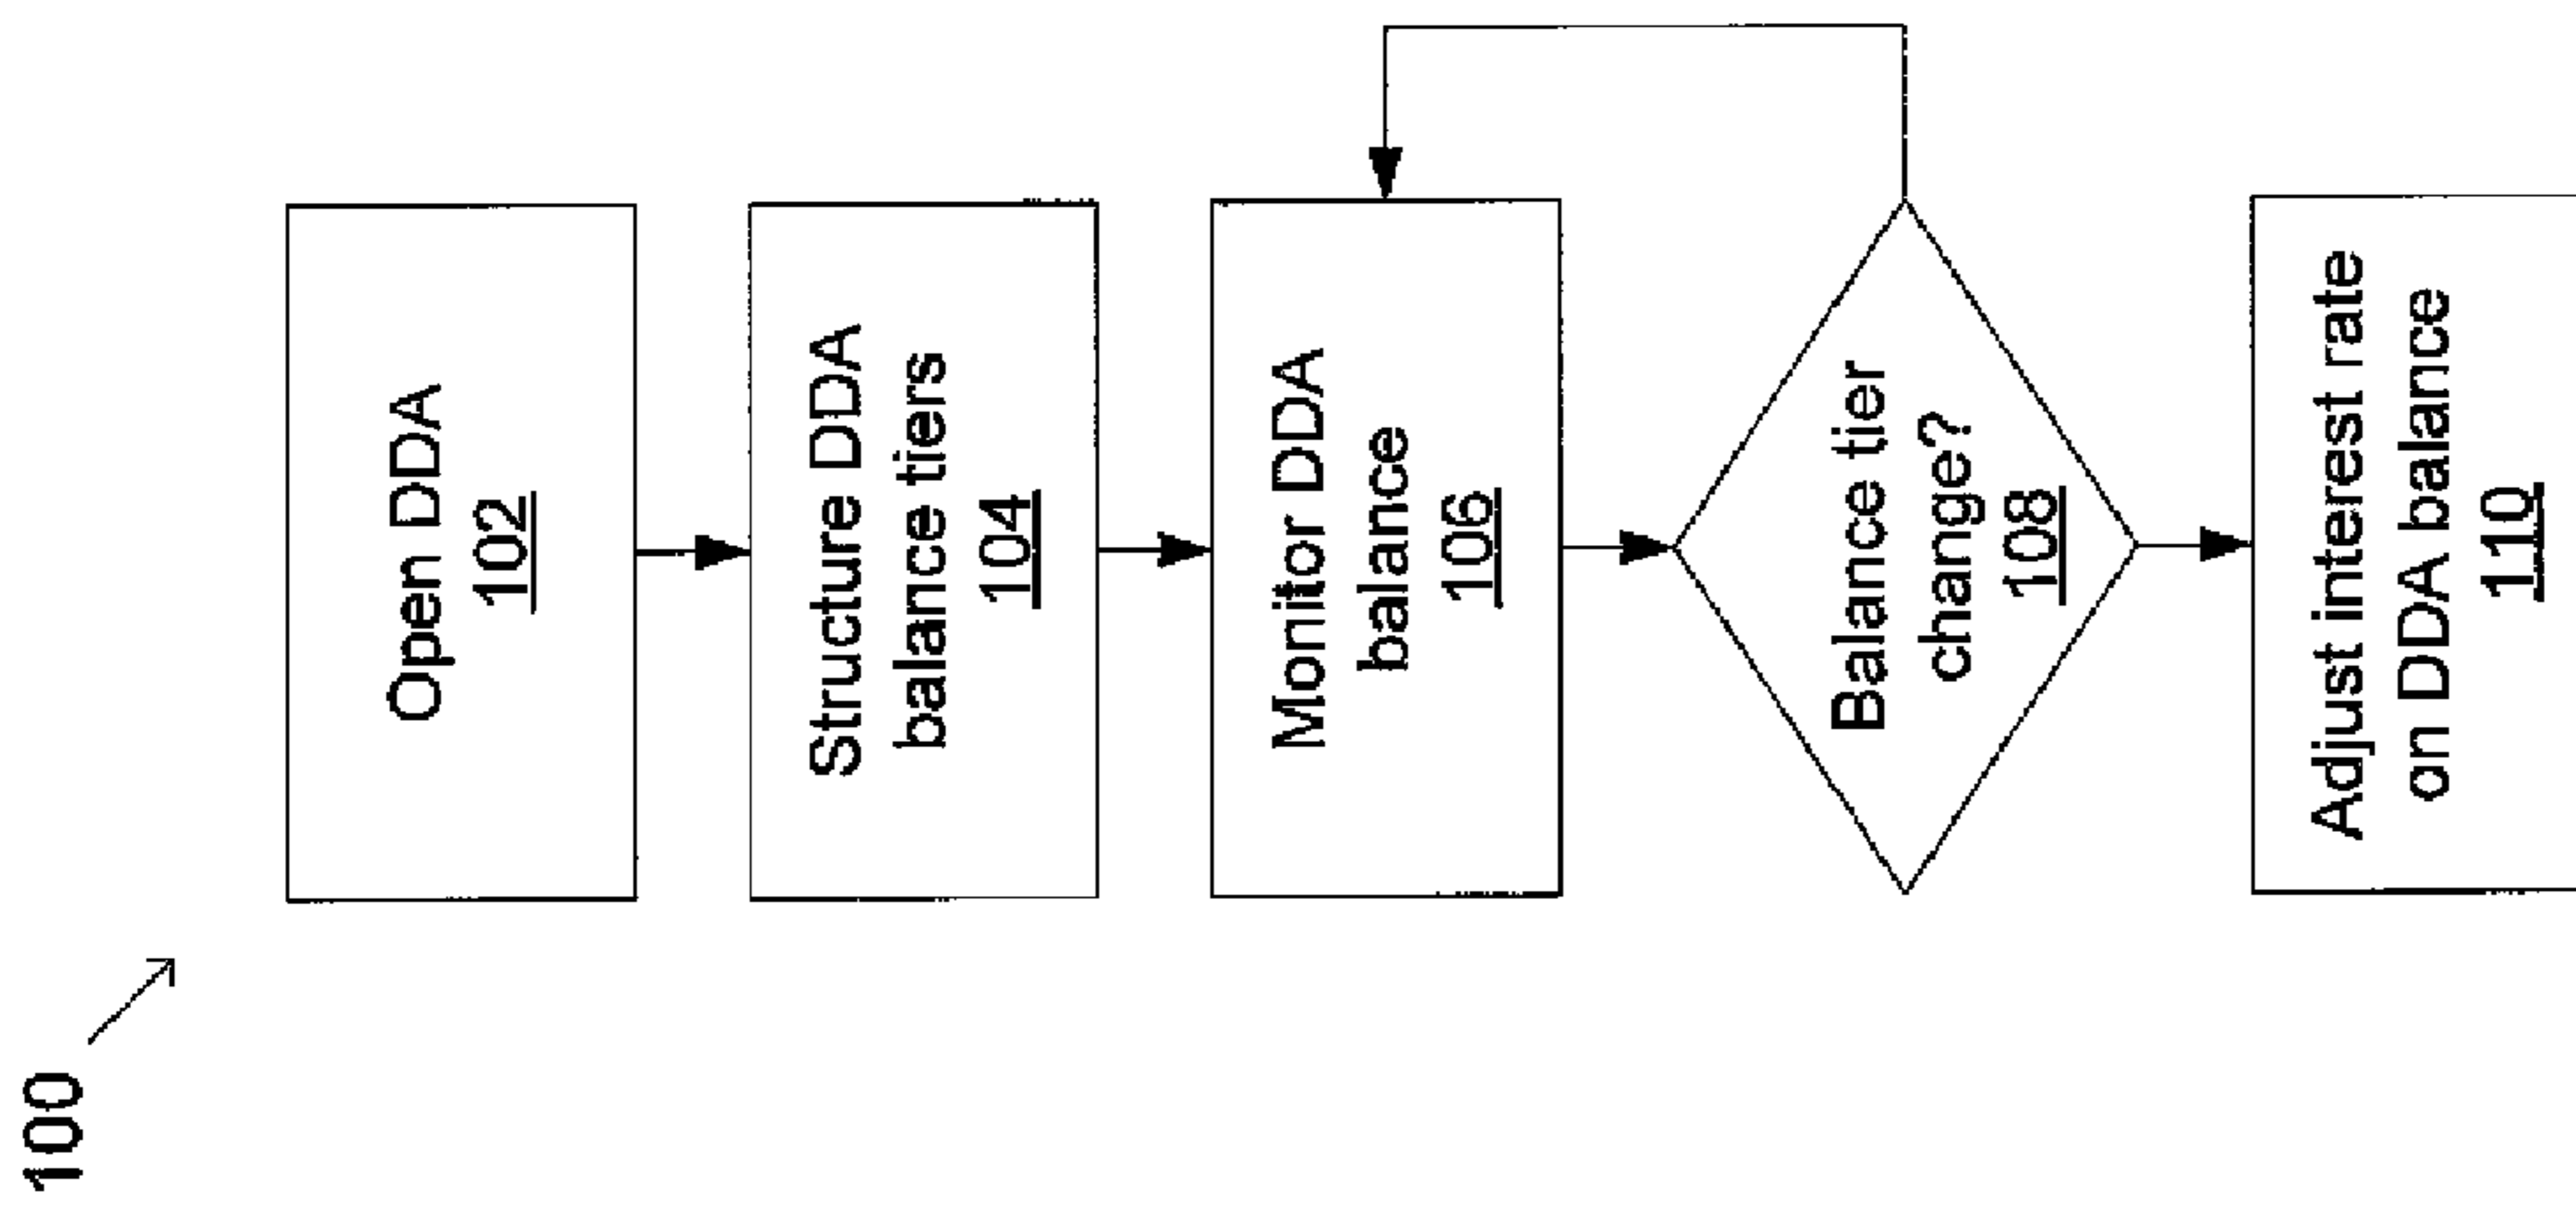 100
Open DDA
102
Structure DDA
balance tiers
104
Monitor DDA
balance
106
Balance tier
change?
108
Adjust interest rate
on DDA balance
110